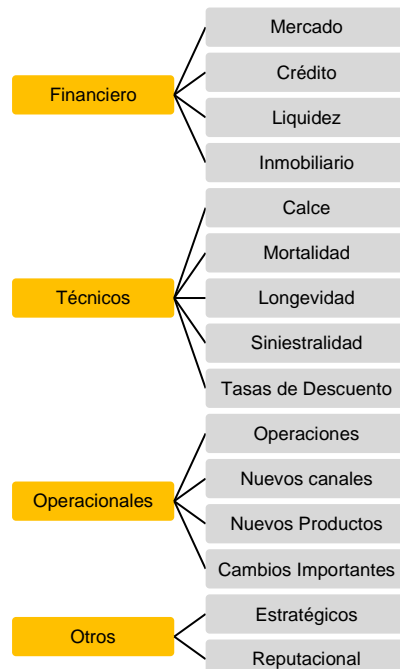 Financiero
Mercado
Crédito
Liquidez
Inmobiliario
Técnicos
Calce
Mortalidad
Longevidad
Siniestralidad
Tasas de Descuento
Operacionales
Operaciones
Nuevos canales
Nuevos Productos
Cambios Importantes
Otros
Estratégicos
Reputacional